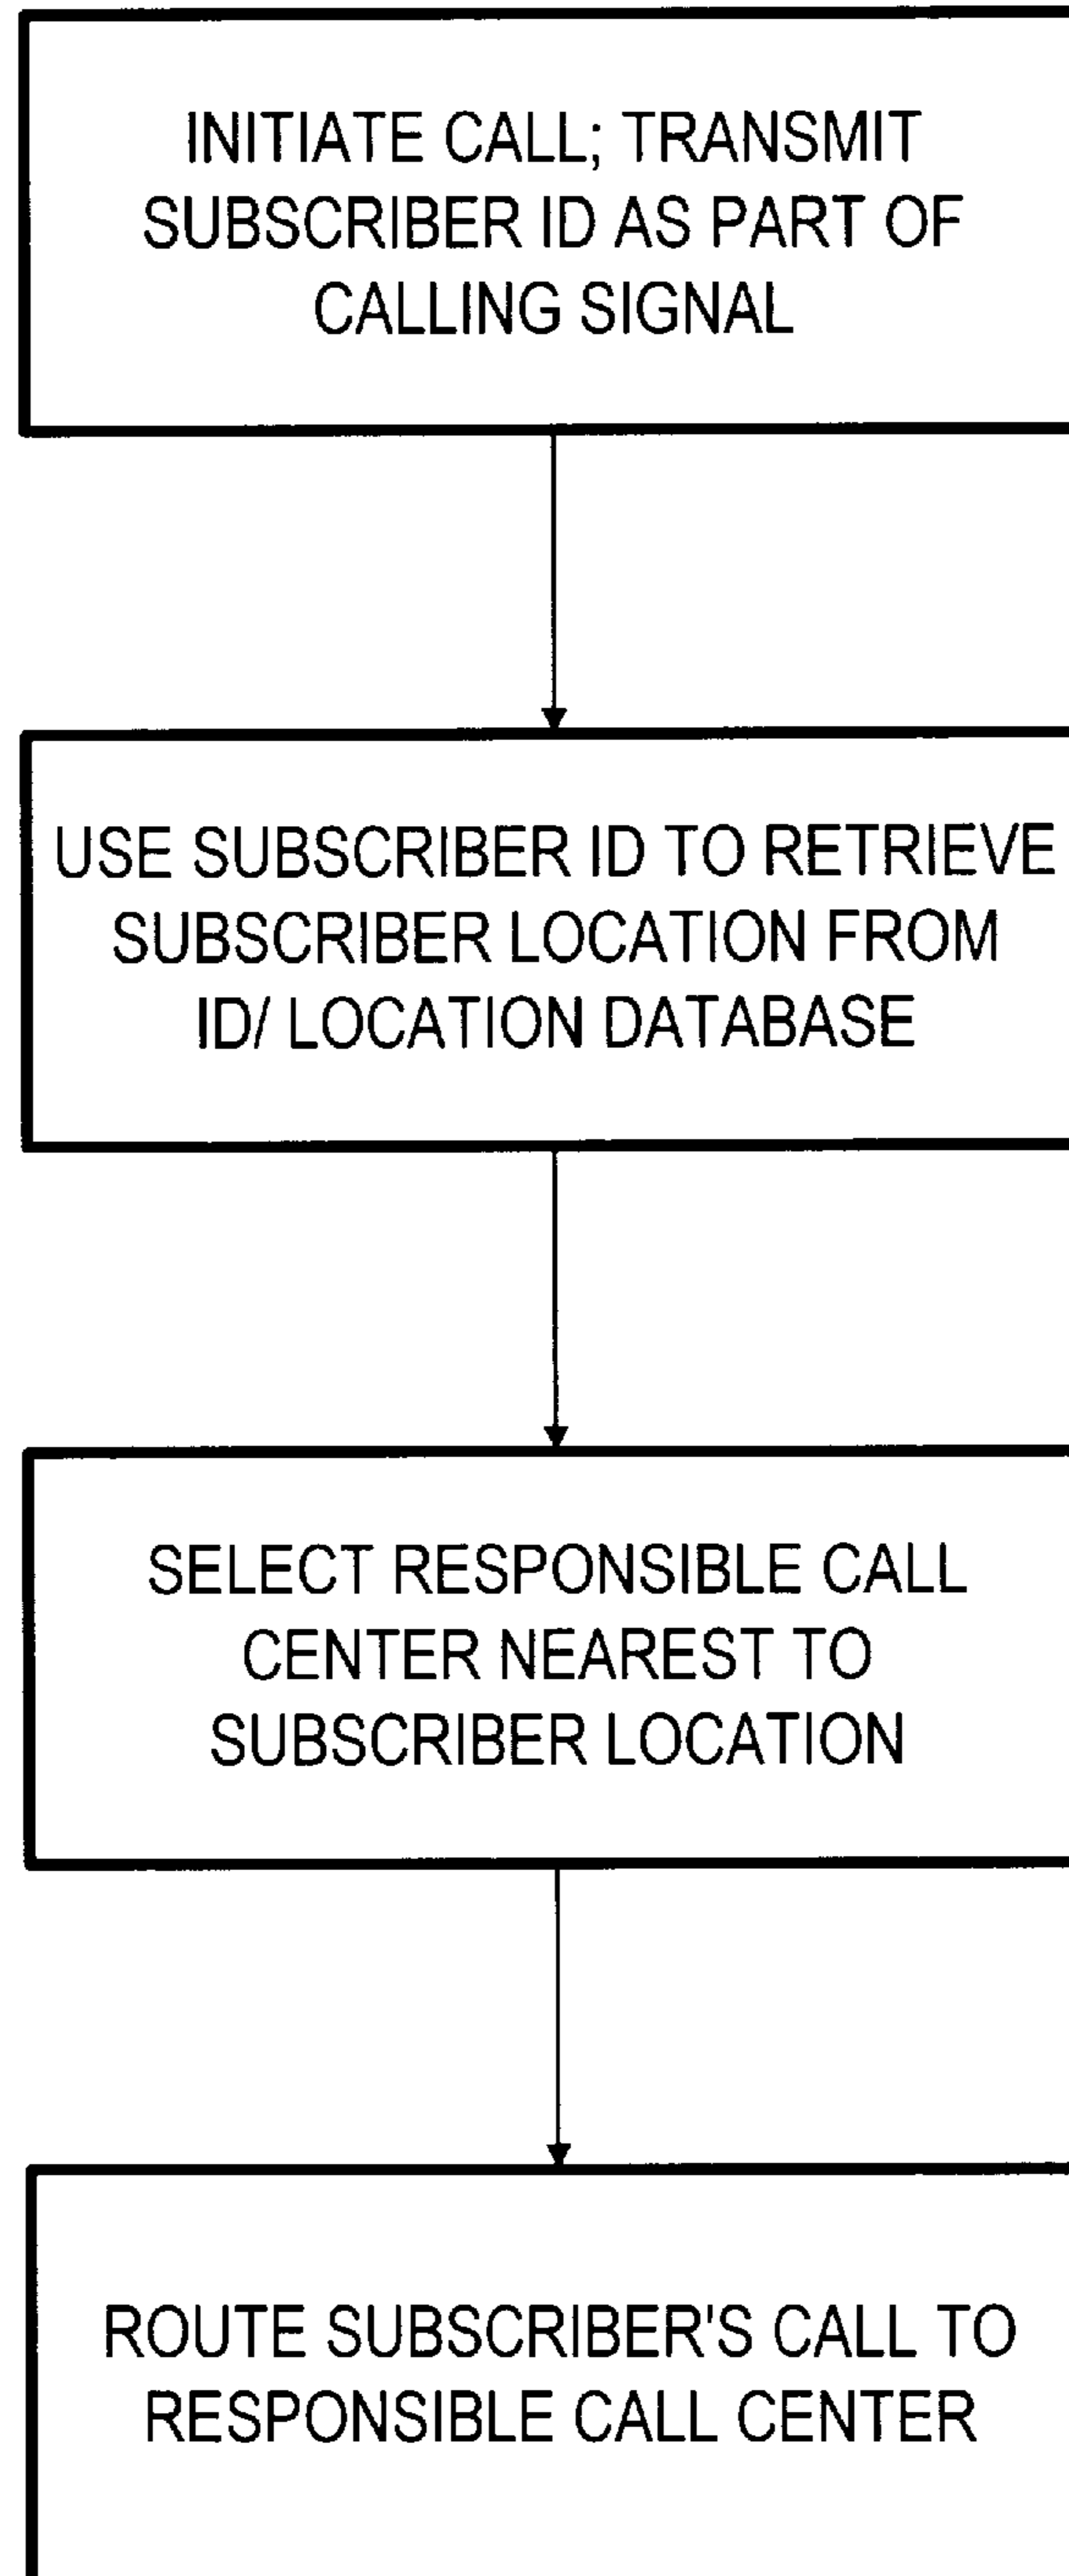 INITIATE CALL; TRANSMIT
SUBSCRIBER ID AS PART OF
CALLING SIGNAL
USE SUBSCRIBER ID TO RETRIEVE
SUBSCRIBER LOCATION FROM
ID/ LOCATION DATABASE
SELECT RESPONSIBLE CALL
CENTER NEAREST TO
SUBSCRIBER LOCATION
ROUTE SUBSCRIBER'S CALL TO
RESPONSIBLE CALL CENTER